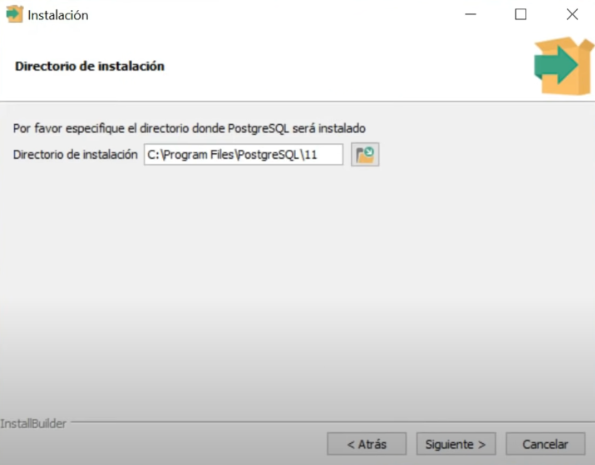 Instalación
Directorio de instalación
Por favor especifique el directorio donde PostgreSQL será instalado
Directorio de instalación C:\Program Files\PostgreSQL\11
InstallBuilder
< Atrás Siguiente > Cancelar